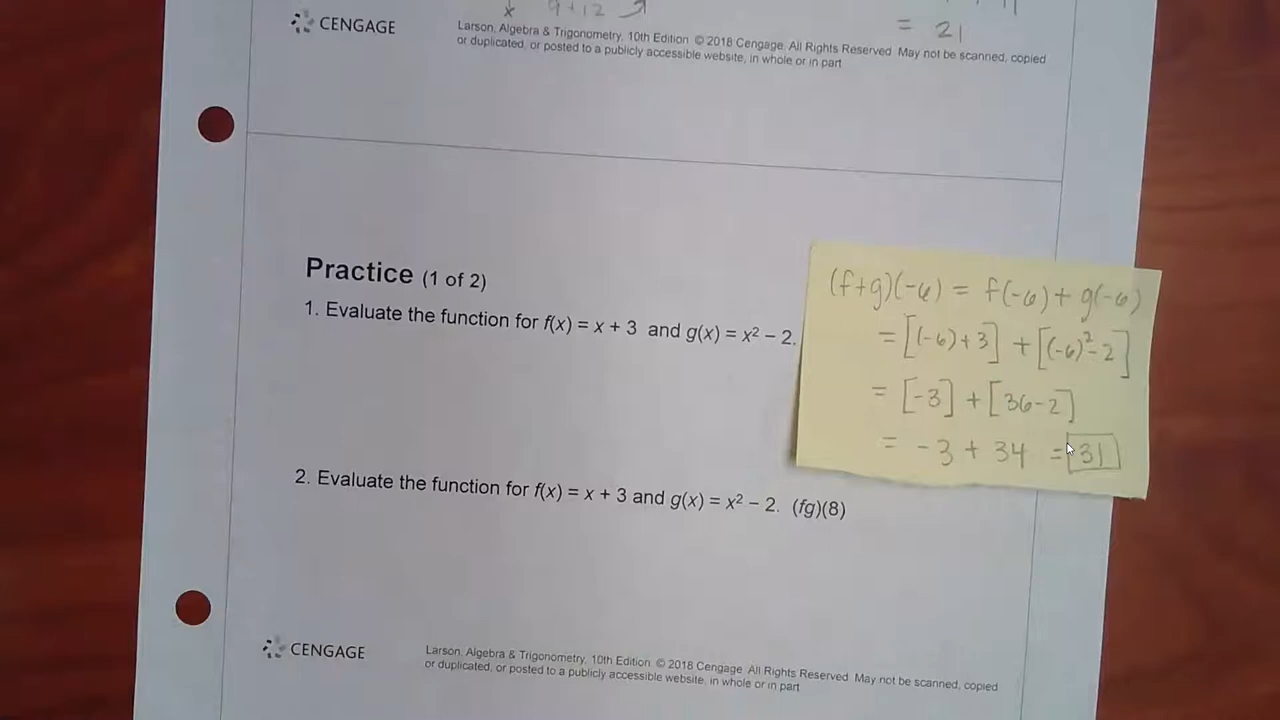 x 9+12
= 21
CENGAGE
Larson, Algebra & Trigonometry, 10th Edition. © 2018 Cengage. All Rights Reserved. May not be scanned, copied
or duplicated, or posted to a publicly accessible website, in whole or in part
Practice (1 of 2)
1. Evaluate the function for f(x) = x + 3 and g(x) = x² − 2.
(f+g)(-6) = f(-6) + g(-6)
= [(-6)+3] + [(-6)²-2]
= [-3] + [36-2]
= -3 + 34 = 31
2. Evaluate the function for f(x) = x + 3 and g(x) = x² − 2. (fg)(8)
CENGAGE
Larson, Algebra & Trigonometry, 10th Edition. © 2018 Cengage. All Rights Reserved. May not be scanned, copied
or duplicated, or posted to a publicly accessible website, in whole or in part